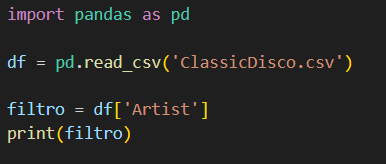 import pandas as pd
df = pd.read_csv('ClassicDisco.csv')
filtro = df['Artist']
print(filtro)